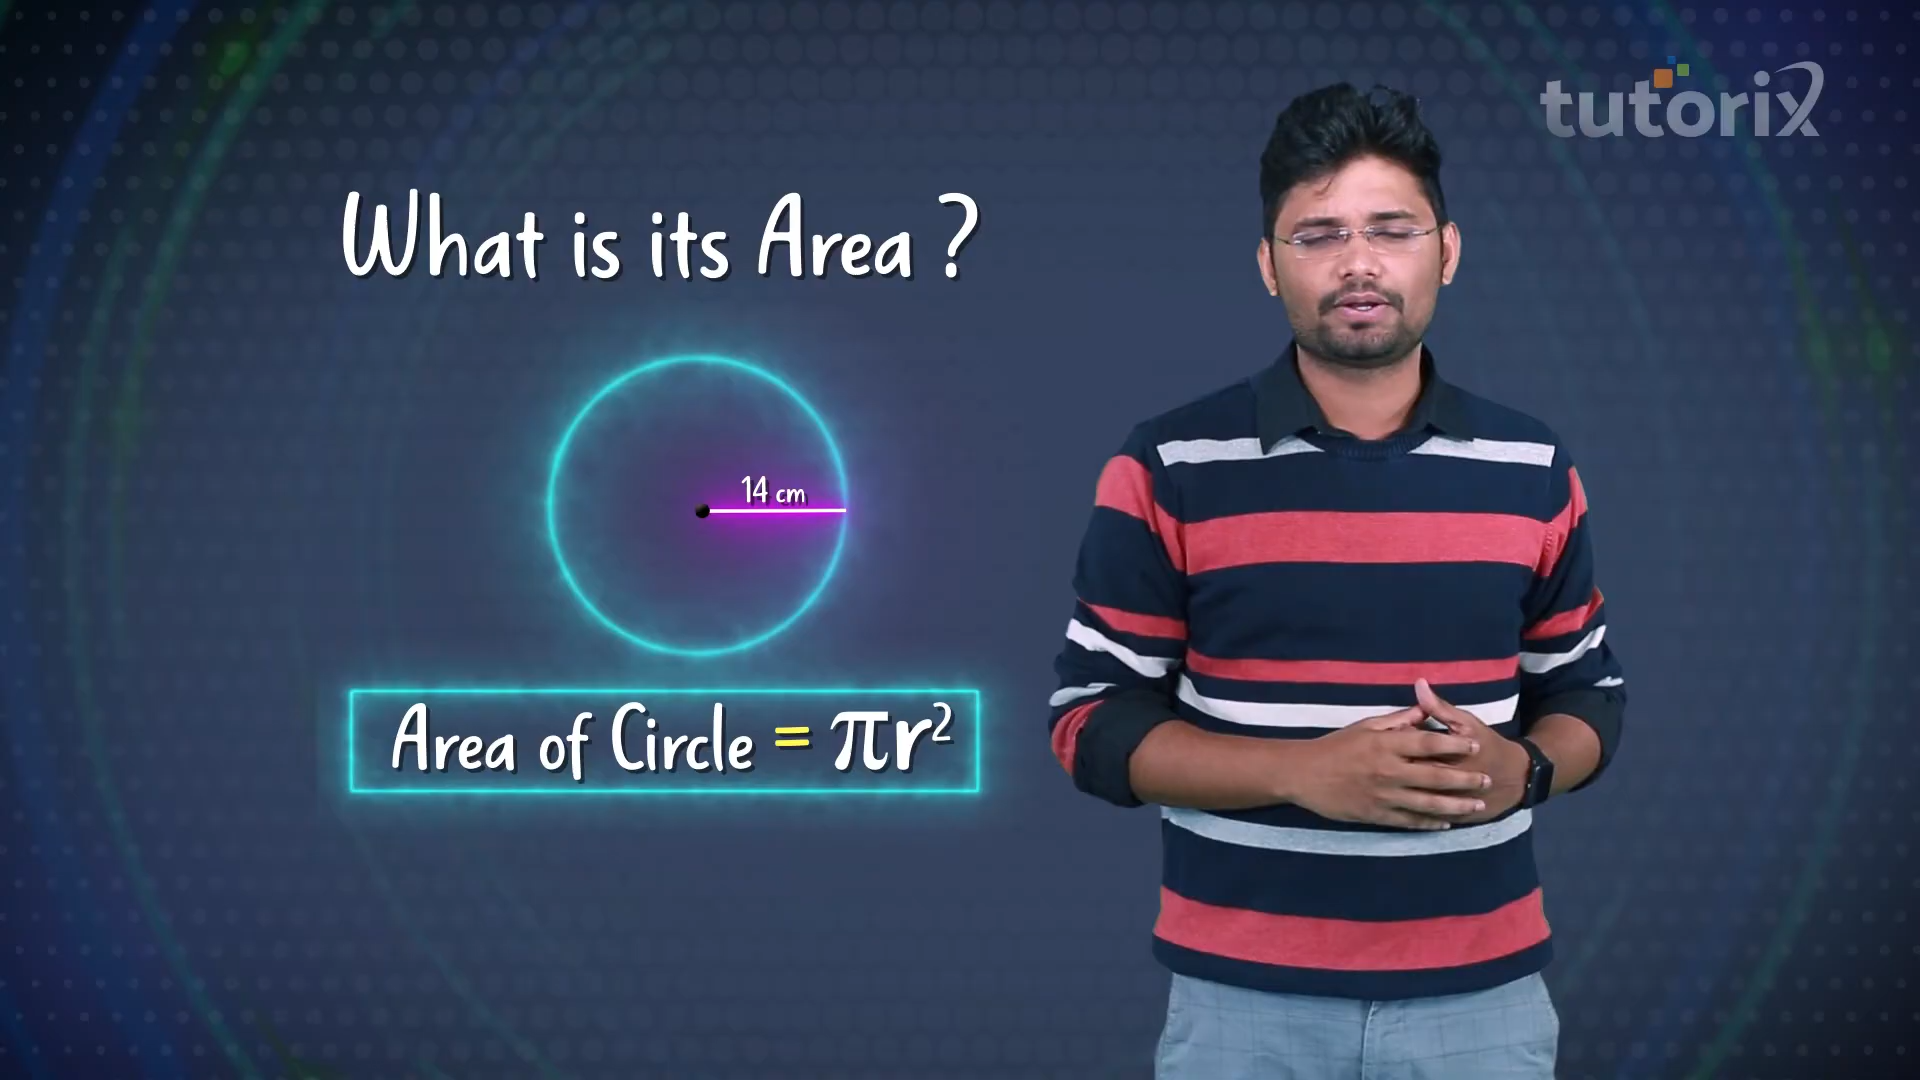 tutorix
What is its Area ?
14 cm
Area of Circle = πr²